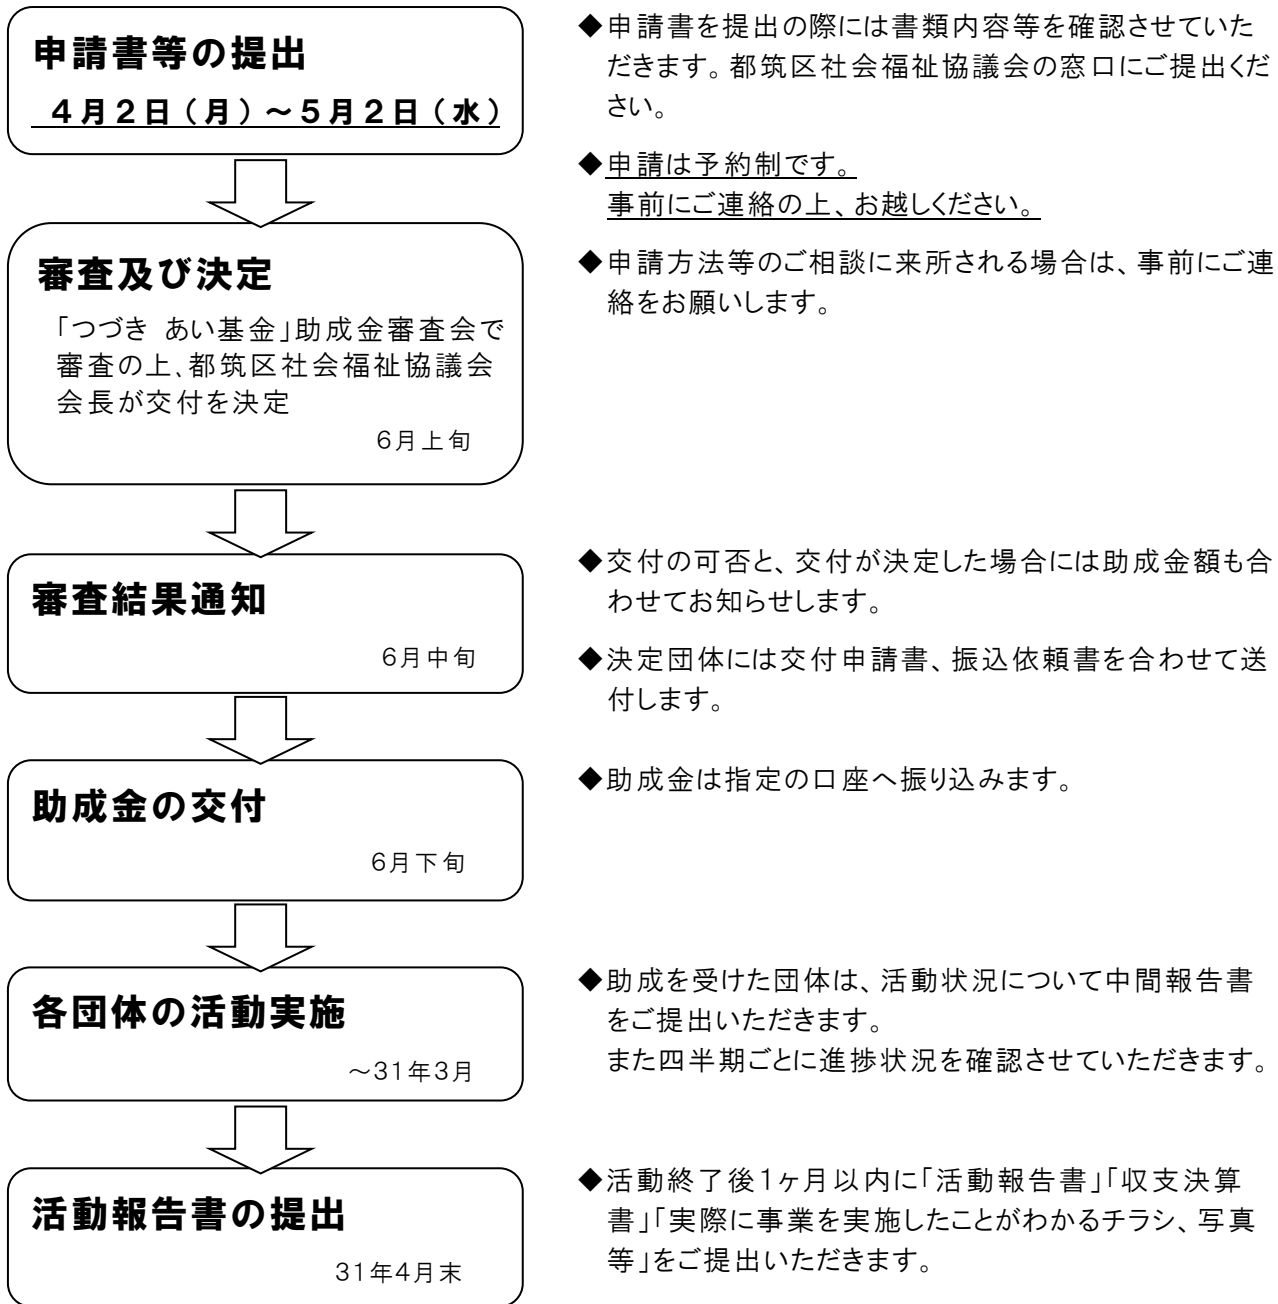 申請書等の提出
４月２日（月）～５月２日（水）
◆申請書を提出の際には書類内容等を確認させていた
だきます。都筑区社会福祉協議会の窓口にご提出くだ
さい。
◆申請は予約制です。
事前にご連絡の上、お越しください。
◆申請方法等のご相談に来所される場合は、事前にご連
絡をお願いします。
審査及び決定
「つづき あい基金」助成金審査会で
審査の上、都筑区社会福祉協議会
会長が交付を決定
6月上旬
審査結果通知
6月中旬
◆交付の可否と、交付が決定した場合には助成金額も合
わせてお知らせします。
◆決定団体には交付申請書、振込依頼書を合わせて送
付します。
助成金の交付
6月下旬
◆助成金は指定の口座へ振り込みます。
各団体の活動実施
～31年3月
◆助成を受けた団体は、活動状況について中間報告書
をご提出いただきます。
また四半期ごとに進捗状況を確認させていただきます。
活動報告書の提出
31年4月末
◆活動終了後1ヶ月以内に「活動報告書」「収支決算
書」「実際に事業を実施したことがわかるチラシ、写真
等」をご提出いただきます。